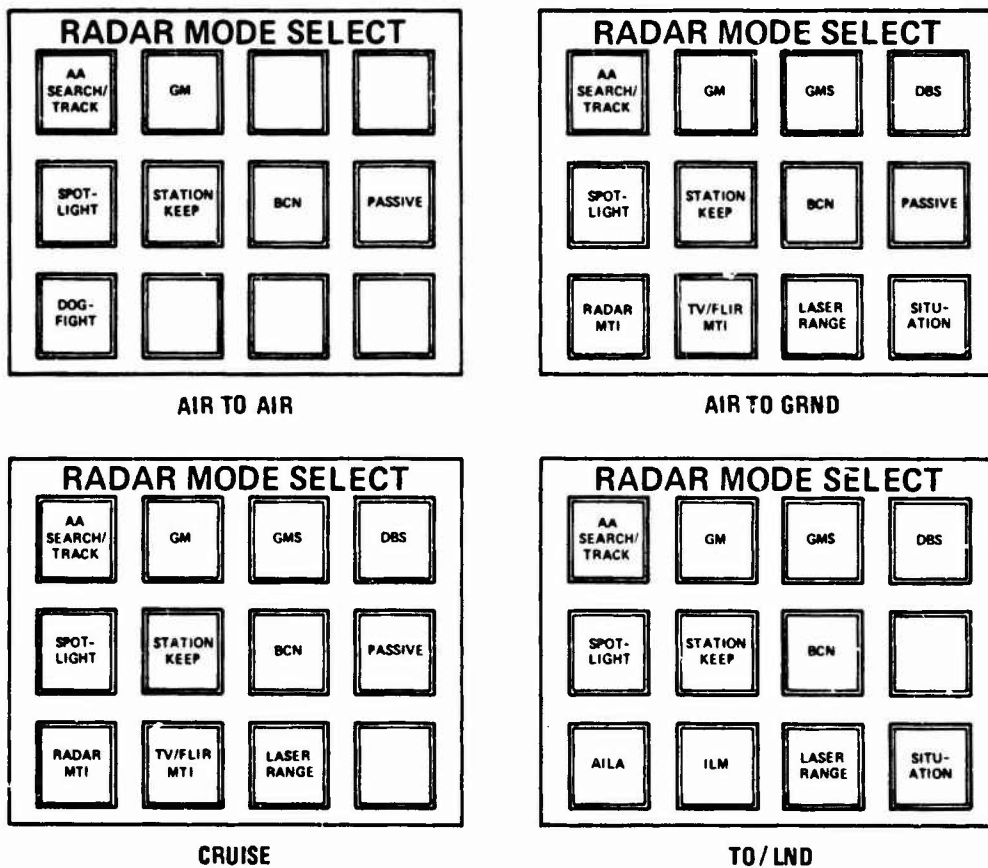 RADAR MODE SELECT
AA
SEARCH/
TRACK
GM
SPOT-
LIGHT
STATION
KEEP
BCN
PASSIVE
DOG-
FIGHT
AIR TO AIR
RADAR MODE SELECT
AA
SEARCH/
TRACK
GM
GMS
DBS
SPOT-
LIGHT
STATION
KEEP
BCN
PASSIVE
RADAR
MTI
TV/FLIR
MTI
LASER
RANGE
SITU-
ATION
AIR TO GRND
RADAR MODE SELECT
AA
SEARCH/
TRACK
GM
GMS
DBS
SPOT-
LIGHT
STATION
KEEP
BCN
PASSIVE
RADAR
MTI
TV/FLIR
MTI
LASER
RANGE
CRUISE
RADAR MODE SELECT
AA
SEARCH/
TRACK
GM
GMS
DBS
SPOT-
LIGHT
STATION
KEEP
BCN
AILA
ILM
LASER
RANGE
SITU-
ATION
TO/LND